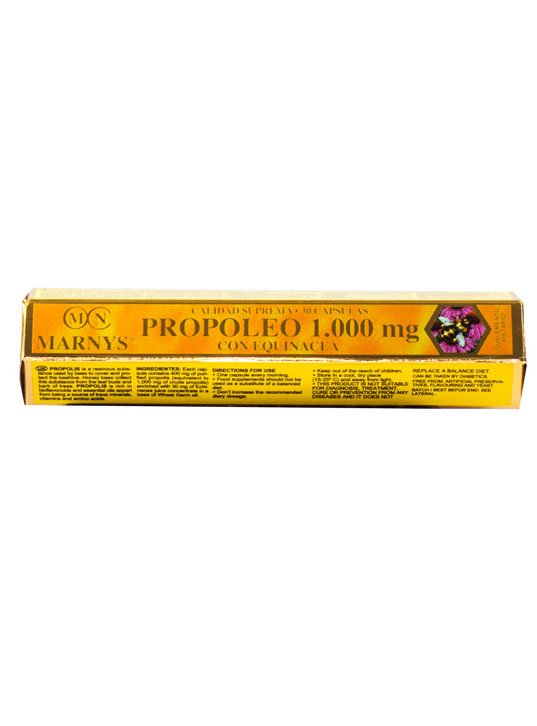 MN
MARNYS®
CALIDAD SUPREMA • 30 CAPSULAS
PROPOLEO 1.000 mg
CON EQUINACEA
PROPOLIS is a resinous subs-
tance used by bees to cover and pro-
tect the beehive. Honey bees collect
this substance from the leaf buds and
bark of trees. PROPOLIS is rich in
bioflavonoids and essential oils appart
from being a source of trace minerals,
vitamins and amino acids.
INGREDIENTES: Each cap-
sule contains 400 mg of puri-
fied propolis (equivalent to
1,000 mg of crude propolis)
enriched with 30 mg of Echi-
nacea jus concentrate in a
base of Wheat Germ oil.
DIRECTIONS FOR USE
• One capsule every morning.
• Food supplements should not be
used as a substitute of a balanced
diet.
• Don't increase the recommended
diary dosage.
• Keep out of the reach of children.
• Store in a cool, dry place
(15-25º C) and away from light.
• THIS PRODUCT IS NOT SUITABLE
FOR DIAGNOSIS, TREATMENT,
CURE OR PREVENTION FROM ANY
DISEASES AND IT DOES NOT
REPLACE A BALANCE DIET.
CAN BE TAKEN BY DIABETICS.
FREE FROM: ARTIFICIAL PRESERVA-
TIVES, FLAVOURING AND YEAST.
BATCH / BEST BEFOR END: SEE
LATERAL.